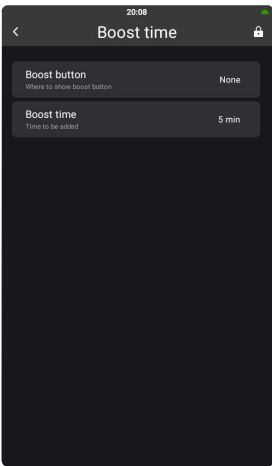 20:08
Boost time
Boost button
None
Where to show boost button
Boost time
5 min
Time to be added